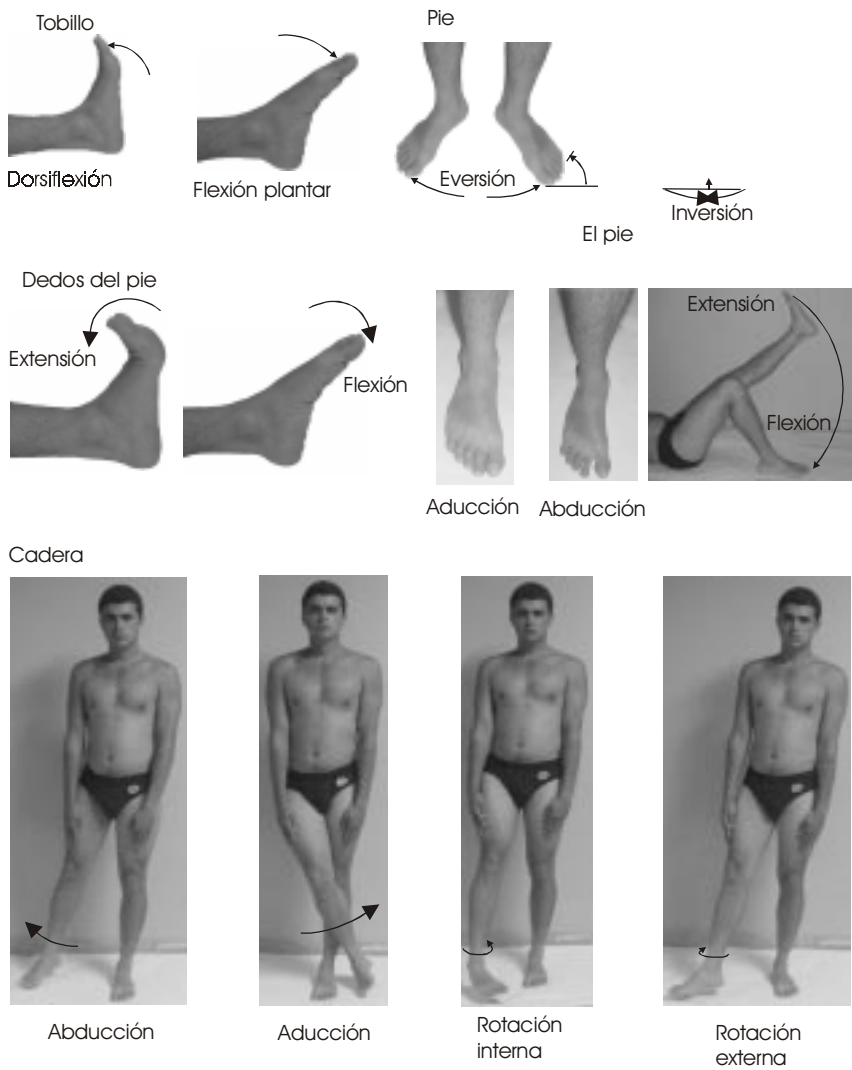 Tobillo
Pie
Dorsiflexión
Flexión plantar
Eversión
Inversión
El pie
Dedos del pie
Extensión
Flexión
Extensión
Flexión
Aducción
Abducción
Cadera
Abducción
Aducción
Rotación
interna
Rotación
externa